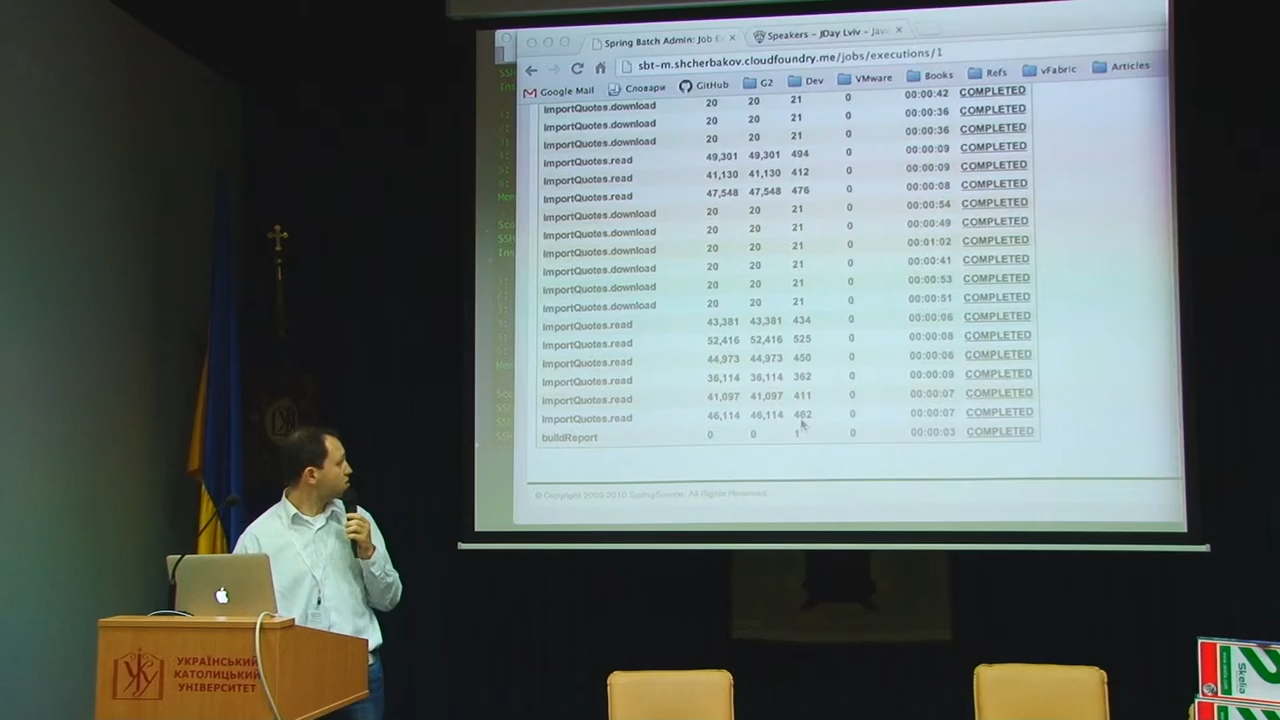 Spring Batch Admin: Job E
Speakers – JDay Lviv – Java
sbt-m.shcherbakov.cloudfoundry.me/jobs/executions/1
Google Mail Словари GitHub G2 Dev VMware Books Refs vFabric Articles
ImportQuotes.download 20 20 21 0 00:00:42 COMPLETED
ImportQuotes.download 20 20 21 0 00:00:36 COMPLETED
ImportQuotes.download 20 20 21 0 00:00:36 COMPLETED
ImportQuotes.read 49,301 49,301 494 0 00:00:09 COMPLETED
ImportQuotes.read 41,130 41,130 412 0 00:00:09 COMPLETED
ImportQuotes.read 47,548 47,548 476 0 00:00:08 COMPLETED
ImportQuotes.download 20 20 21 0 00:00:54 COMPLETED
ImportQuotes.download 20 20 21 0 00:00:49 COMPLETED
ImportQuotes.download 20 20 21 0 00:01:02 COMPLETED
ImportQuotes.download 20 20 21 0 00:00:41 COMPLETED
ImportQuotes.download 20 20 21 0 00:00:53 COMPLETED
ImportQuotes.download 20 20 21 0 00:00:51 COMPLETED
ImportQuotes.read 43,381 43,381 434 0 00:00:06 COMPLETED
ImportQuotes.read 52,416 52,416 525 0 00:00:08 COMPLETED
ImportQuotes.read 44,973 44,973 450 0 00:00:06 COMPLETED
ImportQuotes.read 36,114 36,114 362 0 00:00:09 COMPLETED
ImportQuotes.read 41,097 41,097 411 0 00:00:07 COMPLETED
ImportQuotes.read 46,114 46,114 462 0 00:00:07 COMPLETED
buildReport 0 0 1 0 00:00:03 COMPLETED
© Copyright 2009-2010 SpringSource. All Rights Reserved.
УКРАЇНСЬКИЙ
КАТОЛИЦЬКИЙ
УНІВЕРСИТЕТ
Skelia